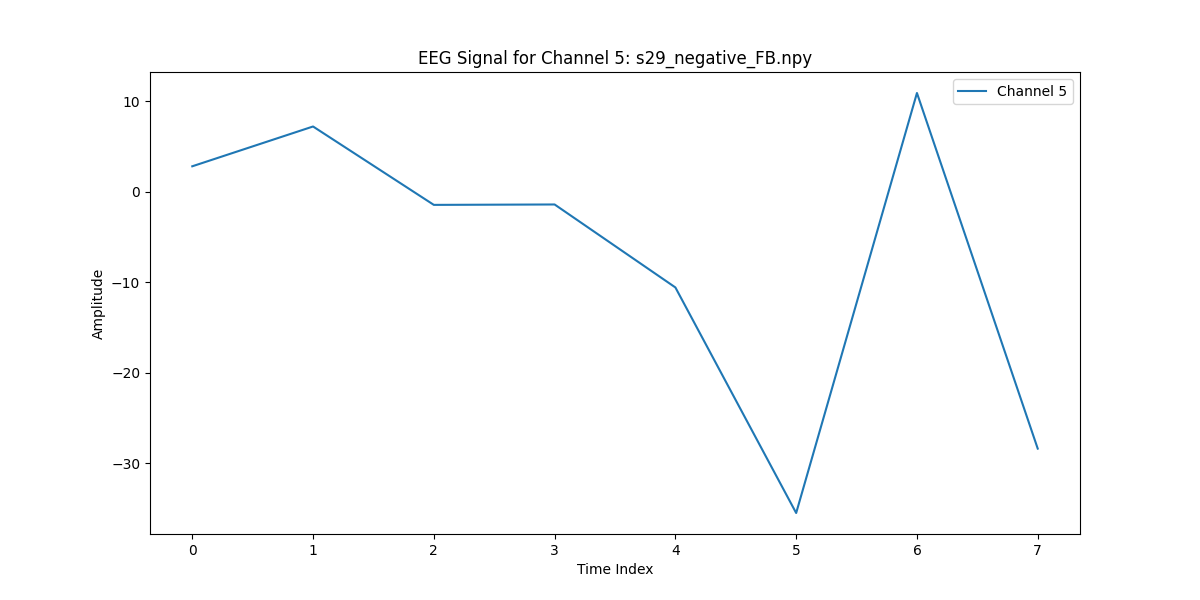 EEG Signal for Channel 5: s29_negative_FB.npy
Channel 5
10
0
−10
−20
−30
Amplitude
0 1 2 3 4 5 6 7
Time Index